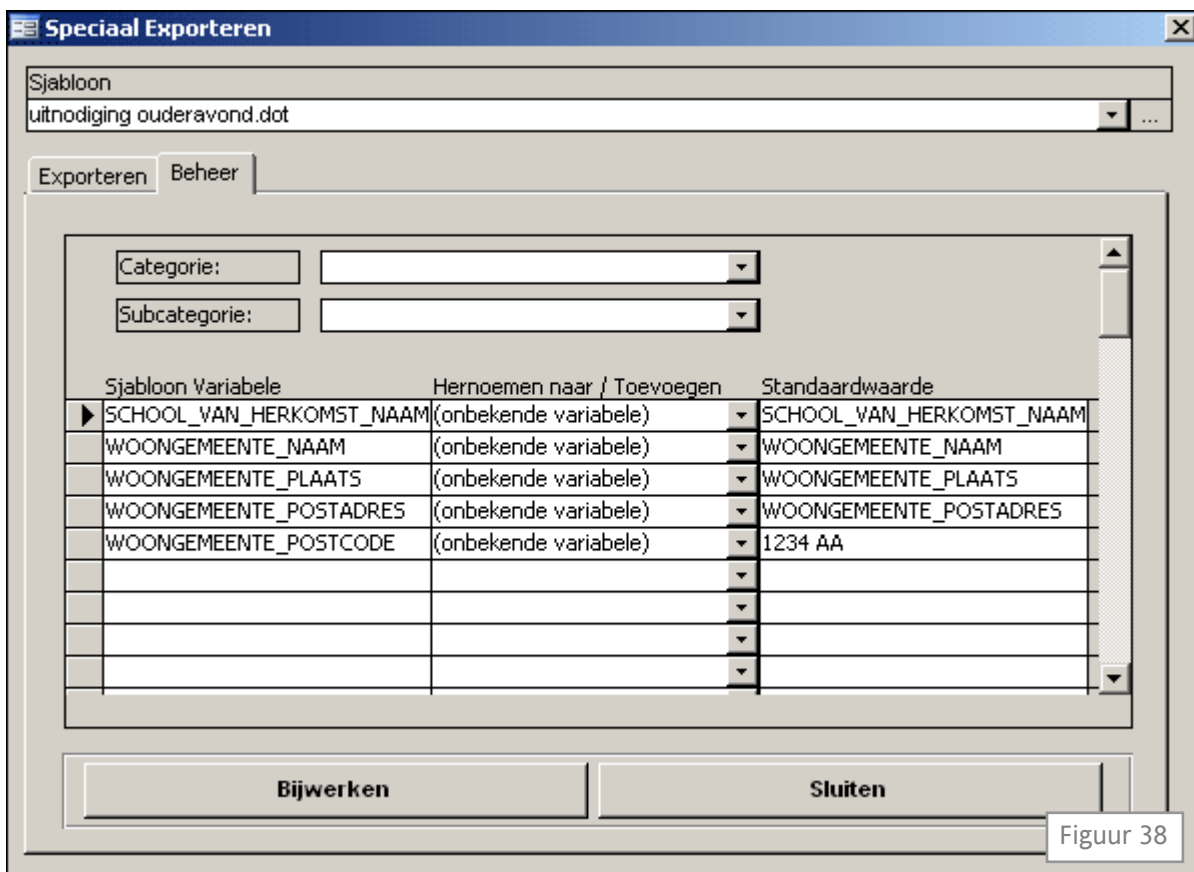 Speciaal Exporteren
Sjabloon
uitnodiging ouderavond.dot
...
Exporteren Beheer
Categorie:
Subcategorie:
Sjabloon Variabele Hernoemen naar / Toevoegen Standaardwaarde
SCHOOL_VAN_HERKOMST_NAAM (onbekende variabele) SCHOOL_VAN_HERKOMST_NAAM
WOONGEMEENTE_NAAM (onbekende variabele) WOONGEMEENTE_NAAM
WOONGEMEENTE_PLAATS (onbekende variabele) WOONGEMEENTE_PLAATS
WOONGEMEENTE_POSTADRES (onbekende variabele) WOONGEMEENTE_POSTADRES
WOONGEMEENTE_POSTCODE (onbekende variabele) 1234 AA
Bijwerken Sluiten
Figuur 38